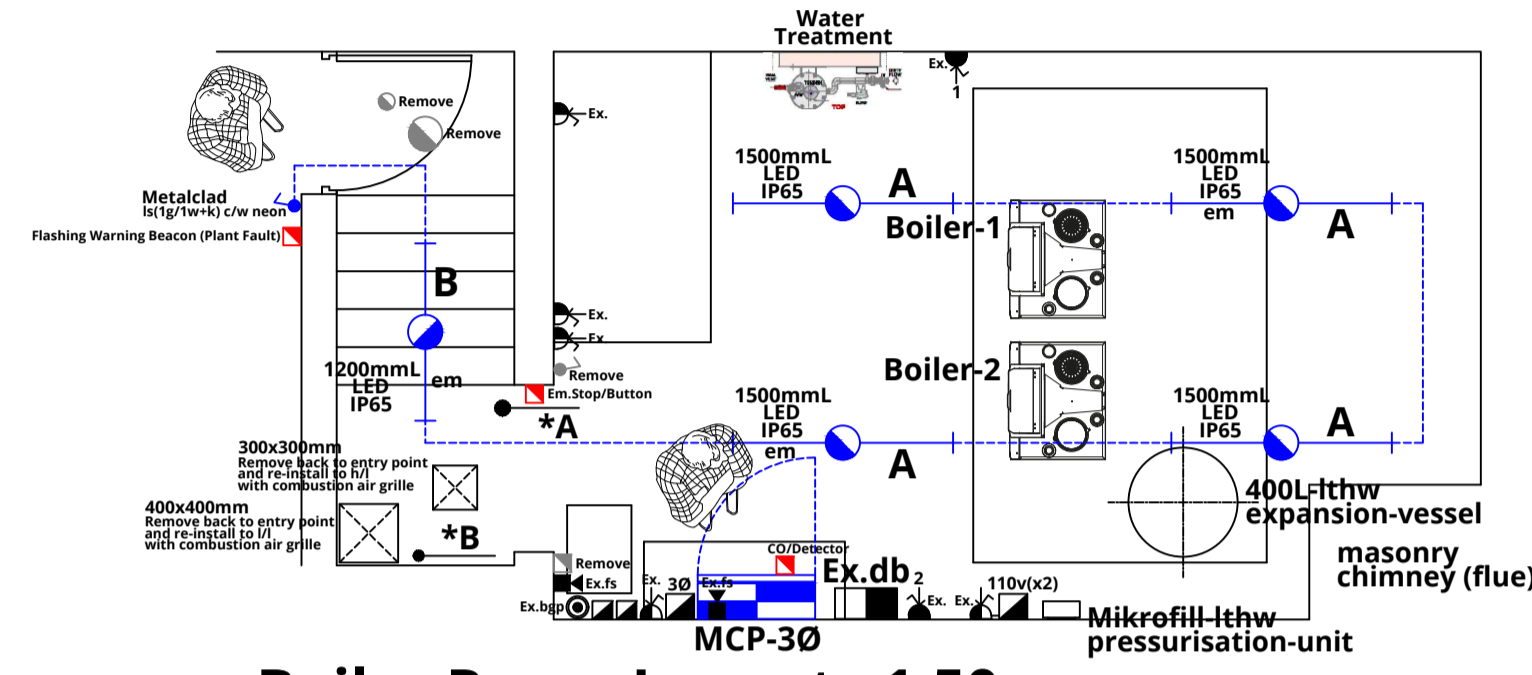 Water
Treatment
Ex.
1
Remove
Remove
Ex.
1500mmL
LED
IP65
A
1500mmL
LED
IP65
em
A
Metalclad
ls(1g/1w+k) c/w neon
Flashing Warning Beacon (Plant Fault)
Boiler-1
B
Ex.
Ex.
1200mmL
LED
IP65
em
Remove
Em.Stop/Button
*A
Boiler-2
1500mmL
LED
IP65
em
A
1500mmL
LED
IP65
A
300x300mm
Remove back to entry point
and re-install to h/l
with combustion air grille
400x400mm
Remove back to entry point
and re-install to l/l
with combustion air grille
*B
400L-lthw
expansion-vessel
masonry
chimney (flue)
CO/Detector
Remove
Ex.fs
Ex.
3Ø
Ex.fs
Ex.db
2
Ex.
Ex.
110v(x2)
Ex.bgp
MCP-3Ø
Mikrofill-lthw
pressurisation-unit
TOP